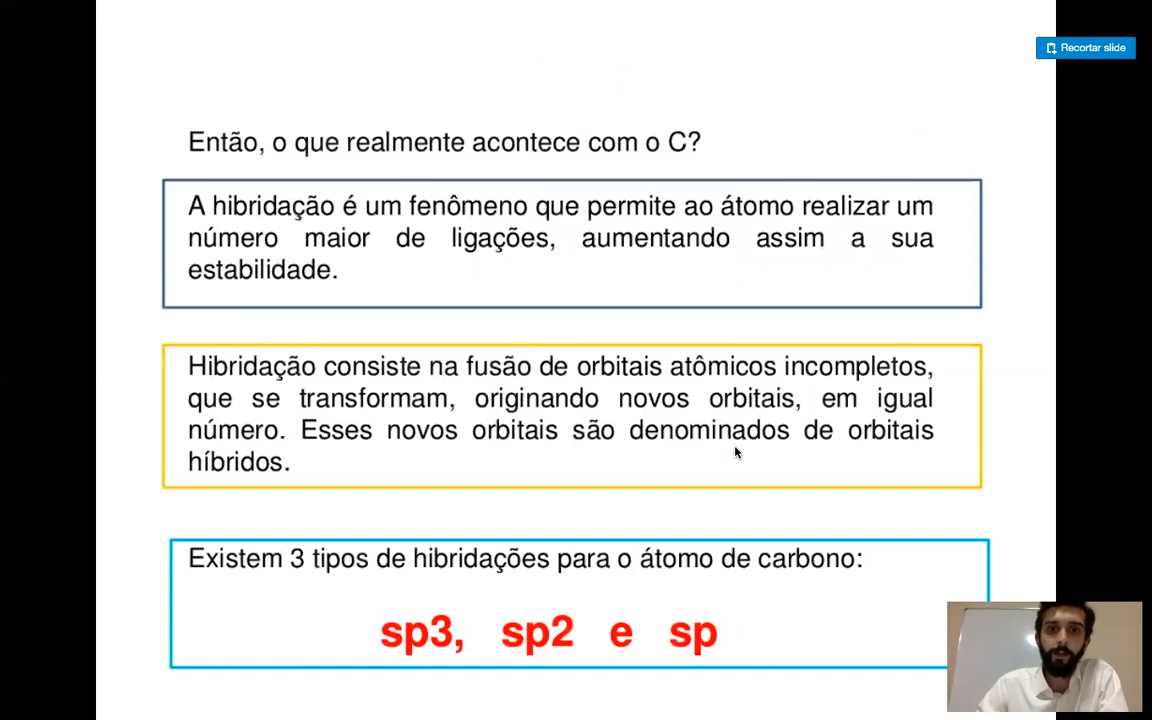 Recortar slide
Então, o que realmente acontece com o C?
A hibridação é um fenômeno que permite ao átomo realizar um
número maior de ligações, aumentando assim a sua
estabilidade.
Hibridação consiste na fusão de orbitais atômicos incompletos,
que se transformam, originando novos orbitais, em igual
número. Esses novos orbitais são denominados de orbitais
híbridos.
Existem 3 tipos de hibridações para o átomo de carbono:
sp3, sp2 e sp